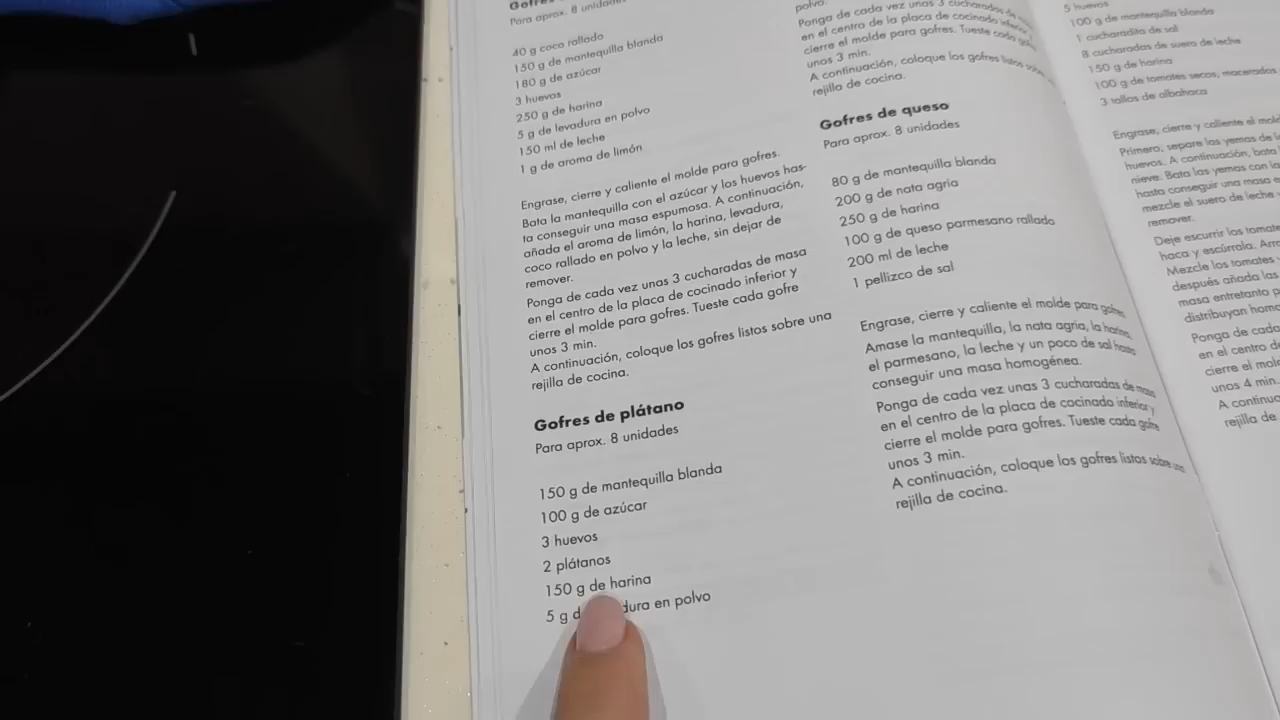 Para aprox. 8 unidades
40 g coco rallado
150 g de mantequilla blanda
180 g de azúcar
3 huevos
250 g de harina
5 g de levadura en polvo
150 ml de leche
1 g de aroma de limón
Engrase, cierre y caliente el molde para gofres.
Bata la mantequilla con el azúcar y los huevos has-
ta conseguir una masa espumosa. A continuación,
añada el aroma de limón, la harina, levadura,
coco rallado en polvo y la leche, sin dejar de
remover.
Ponga de cada vez unas 3 cucharadas de masa
en el centro de la placa de cocinado inferior y
cierre el molde para gofres. Tueste cada gofre
unos 3 min.
A continuación, coloque los gofres listos sobre una
rejilla de cocina.
Gofres de plátano
Para aprox. 8 unidades
150 g de mantequilla blanda
100 g de azúcar
3 huevos
2 plátanos
150 g de harina
5 g en polvo
polvo.
Ponga de cada vez unas 3 cucharadas de
en el centro de la placa de cocinado inferior
cierre el molde para gofres. Tueste cada gofre
unos 3 min.
A continuación, coloque los gofres listos sobre
rejilla de cocina.
Gofres de queso
Para aprox. 8 unidades
80 g de mantequilla blanda
200 g de nata agria
250 g de harina
100 g de queso parmesano rallado
200 ml de leche
1 pellizco de sal
Engrase, cierre y caliente el molde para gofres.
Amase la mantequilla, la nata agria, la harina,
el parmesano, la leche y un poco de sal hasta
conseguir una masa homogénea.
Ponga de cada vez unas 3 cucharadas de masa
en el centro de la placa de cocinado inferior y
cierre el molde para gofres. Tueste cada gofre
unos 3 min.
A continuación, coloque los gofres listos sobre una
rejilla de cocina.
5 huevos
100 g de mantequilla blanda
1 cucharadita de sal
8 cucharadas de suero de leche
150 g de harina
100 g de tomates secos, macerados
3 tallos de albahaca
Engrase, cierre y caliente el
Primero, separe las yemas de
huevos. A continuación, bata
nieve. Bata las yemas con la
hasta conseguir una masa
mezcle el suero de leche
remover.
Deje escurrir los
haca y escúrrala.
Mezcle los tomates
después añada las
masa entretanto
distribuyan
Ponga de cada
en el centro
cierre el
unos 4 min.
A
rejilla de